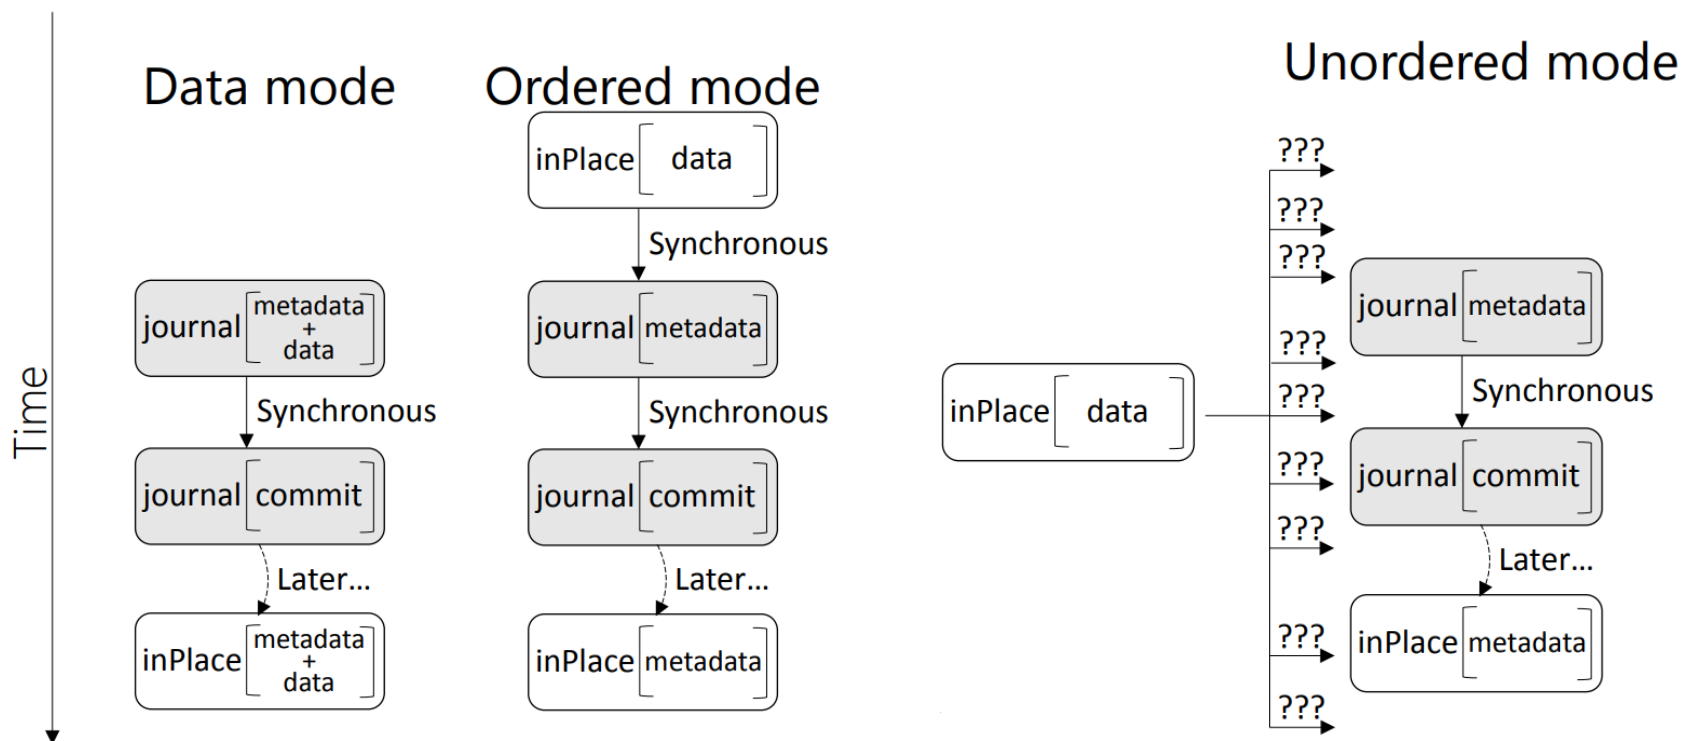 Time
Data mode
journal
metadata
+
data
Synchronous
journal
commit
Later...
inPlace
metadata
+
data
Ordered mode
inPlace
data
Synchronous
journal
metadata
Synchronous
journal
commit
Later...
inPlace
metadata
Unordered mode
inPlace
data
???
???
???
???
???
???
???
???
???
journal
metadata
Synchronous
journal
commit
Later...
inPlace
metadata